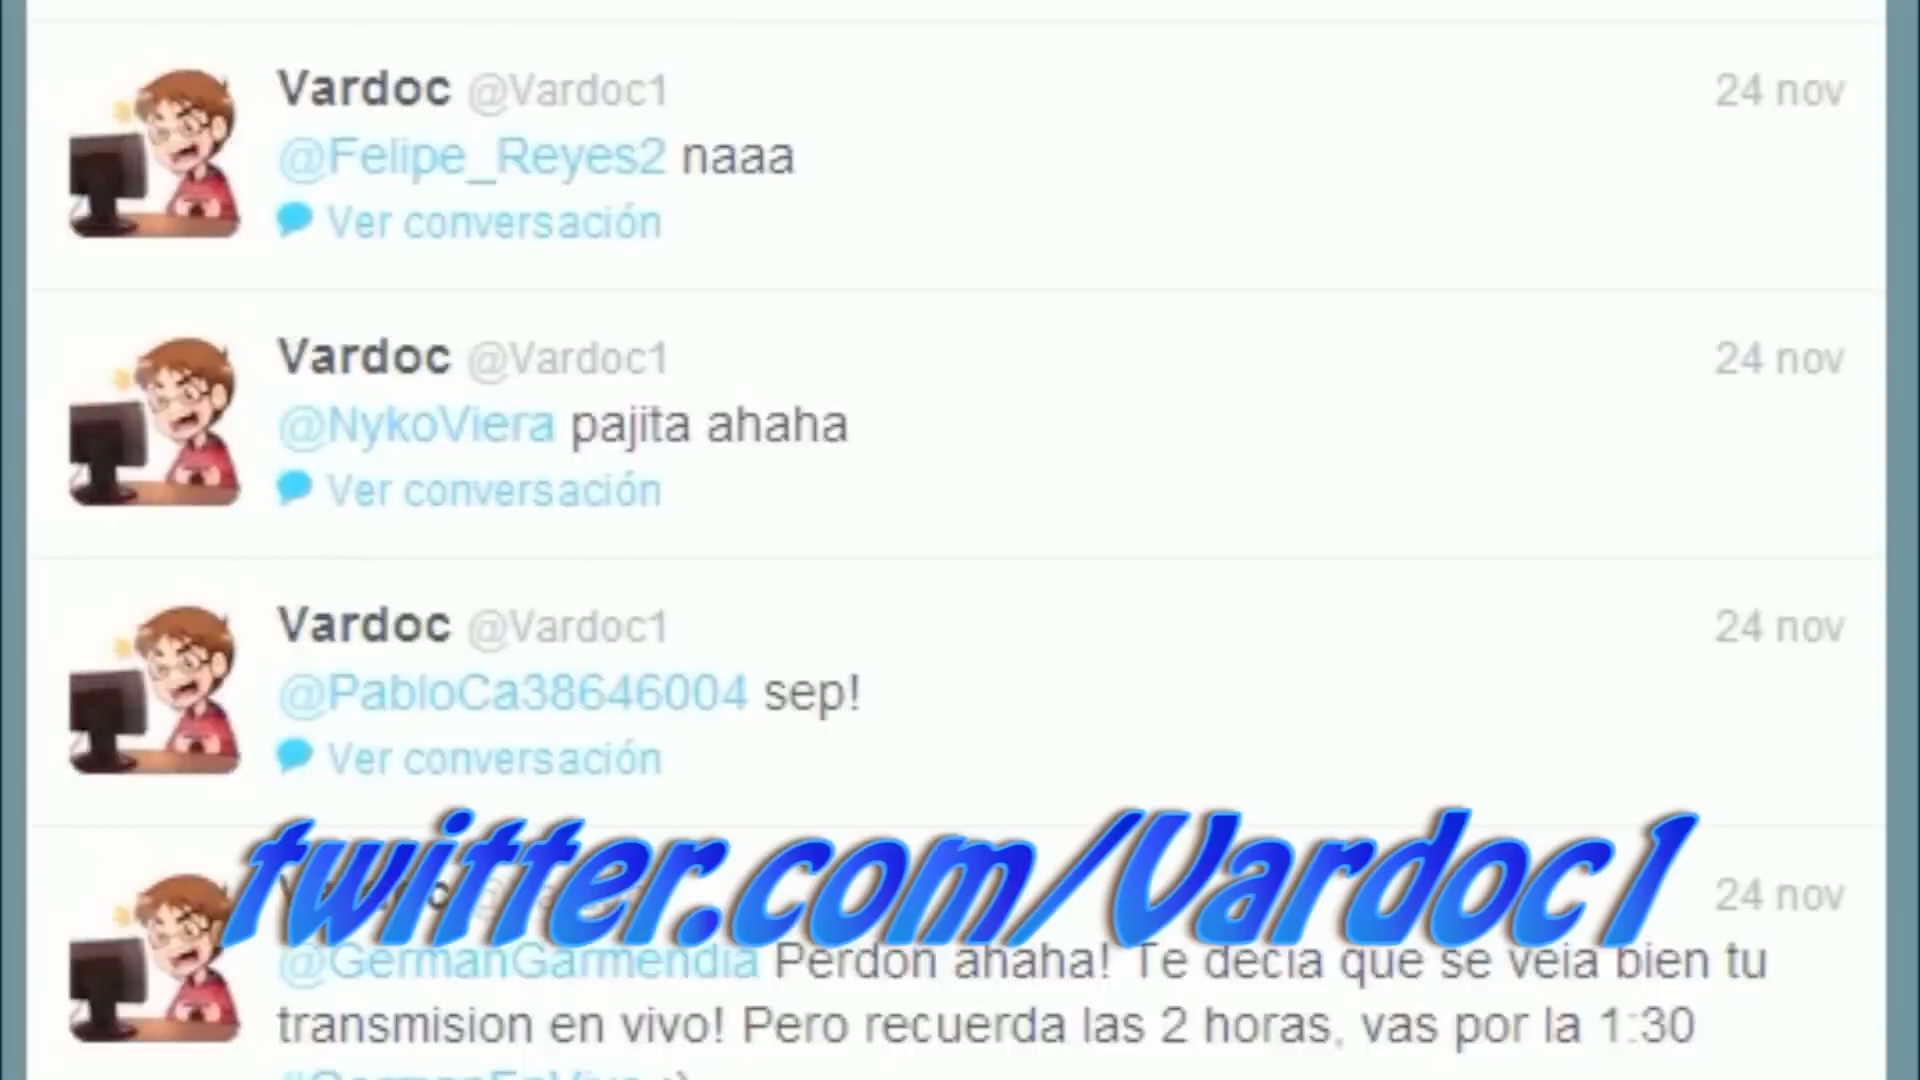 Vardoc @Vardoc1 24 nov
@Felipe_Reyes2 naaa
Ver conversación
Vardoc @Vardoc1 24 nov
@NykoViera pajita ahaha
Ver conversación
Vardoc @Vardoc1 24 nov
@PabloCa38646004 sep!
Ver conversación
twitter.com/Vardoc1
24 nov
@GermanGarmendia Perdon ahaha! Te decia que se veia bien tu
transmision en vivo! Pero recuerda las 2 horas, vas por la 1:30